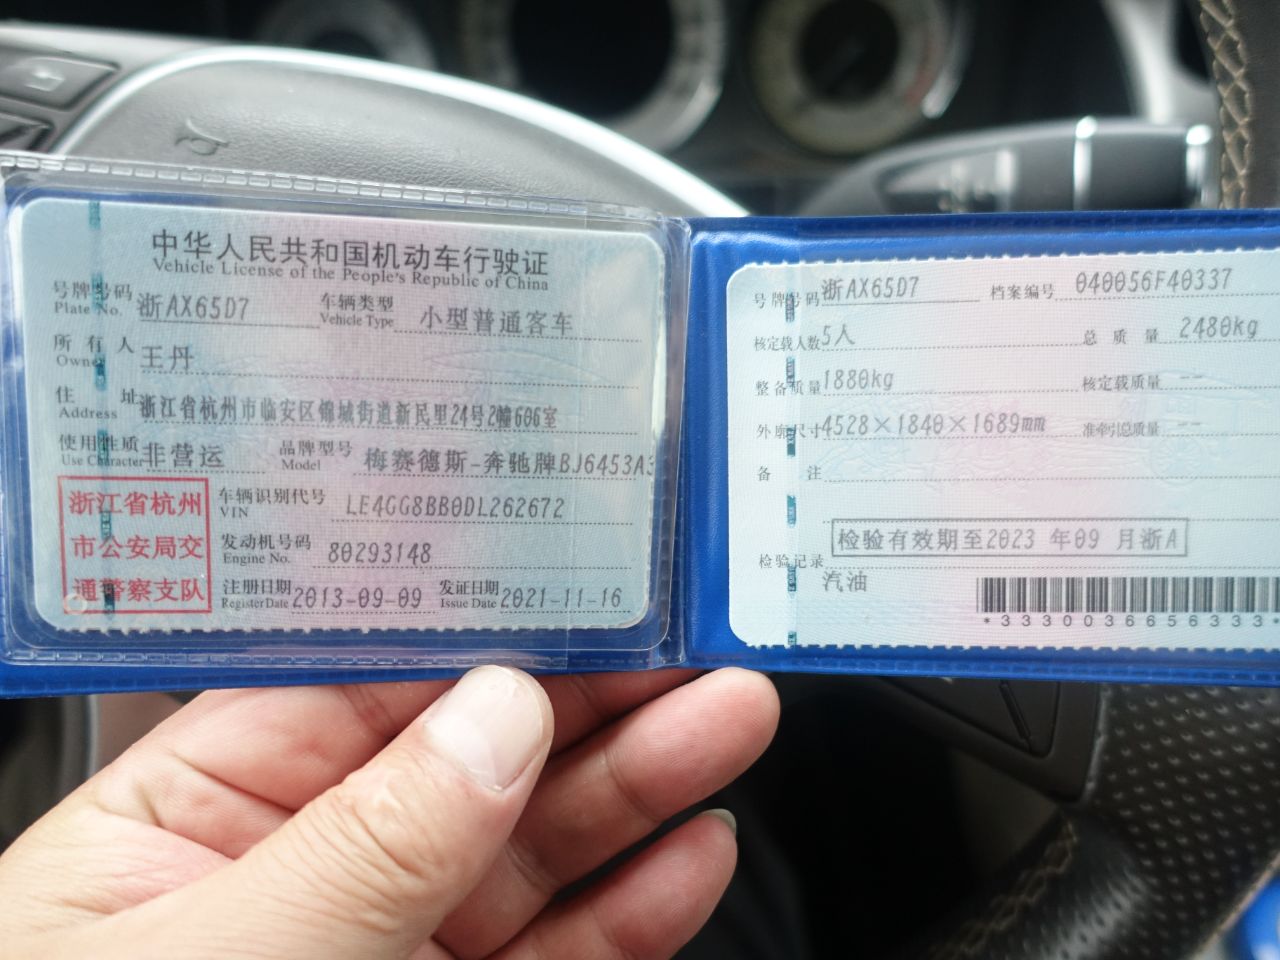 中华人民共和国机动车行驶证
Vehicle License of the People's Republic of China
号牌号码 浙AX65D7 车辆类型 小型普通客车
Plate No. Vehicle Type
所有人 王丹
Owner
住址 浙江省杭州市临安区锦城街道新民里24号2幢606室
Address
使用性质 非营运 品牌型号 梅赛德斯-奔驰牌BJ6453A3
Use Character Model
浙江省杭州
市公安局交
通警察支队
车辆识别代号 LE4GG8BB0DL262672
VIN
发动机号码 80293148
Engine No.
注册日期 2013-09-09 发证日期 2021-11-16
Register Date Issue Date
号牌号码 浙AX65D7 档案编号 040056F40337
核定载人数 5人 总质量 2480kg
整备质量 1880kg 核定载质量 --
外廓尺寸 4528×1840×1689mm 准牵引总质量 --
备注
检验有效期至2023 年09 月浙A
检验记录
汽油
*3330036656333*